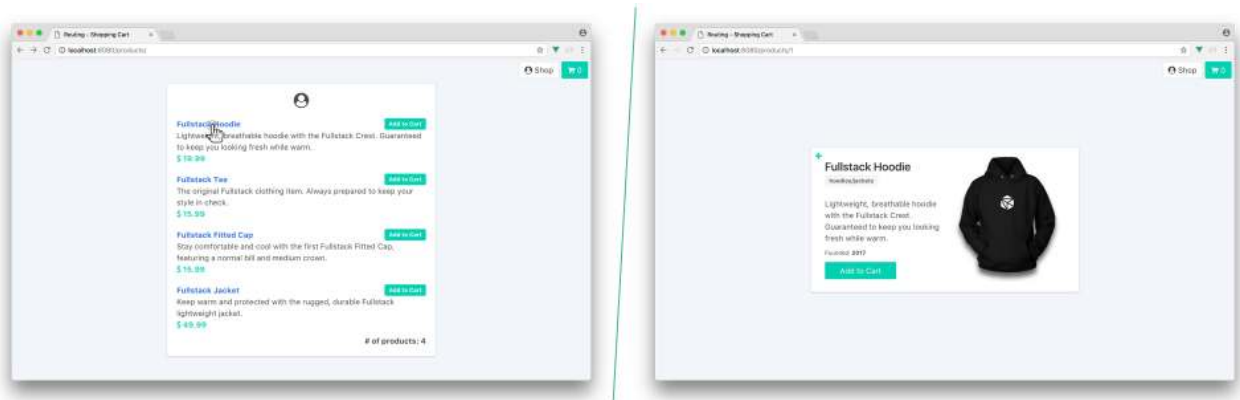 Routing - Shopping Cart
localhost:8080/products
Shop
0
Fullstack Hoodie
Add to Cart
Lightweight, breathable hoodie with the Fullstack Crest. Guaranteed
to keep you looking fresh while warm.
$ 19.99
Fullstack Tee
Add to Cart
The original Fullstack clothing item. Always prepared to keep your
style in check.
$ 15.99
Fullstack Fitted Cap
Add to Cart
Stay comfortable and cool with the first Fullstack Fitted Cap,
featuring a normal bill and medium crown.
$ 15.99
Fullstack Jacket
Add to Cart
Keep warm and protected with the rugged, durable Fullstack
lightweight jacket.
$ 49.99
# of products: 4
Routing - Shopping Cart
localhost:8080/products/1
Shop
0
Fullstack Hoodie
Hoodies/Jackets
Lightweight, breathable hoodie
with the Fullstack Crest.
Guaranteed to keep you looking
fresh while warm.
Founded: 2017
Add to Cart